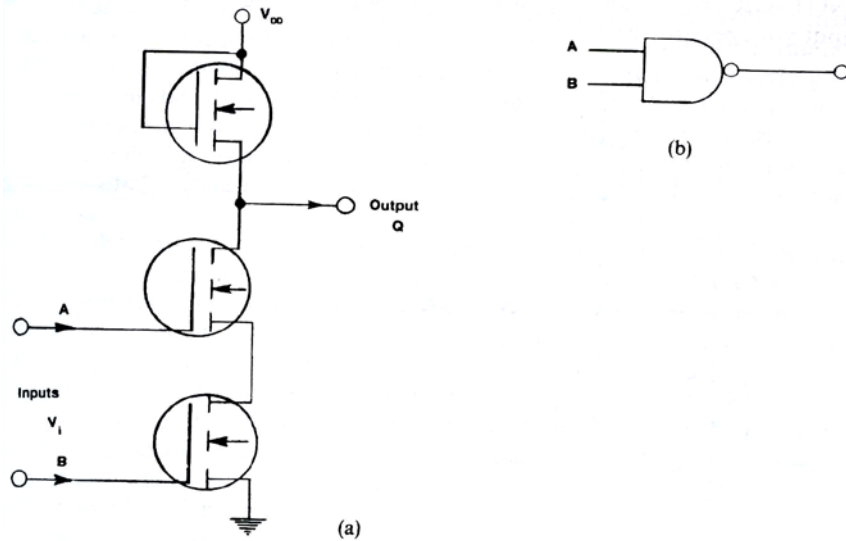 V_DD
A
B
(b)
Output
Q
A
Inputs
V_i
B
(a)